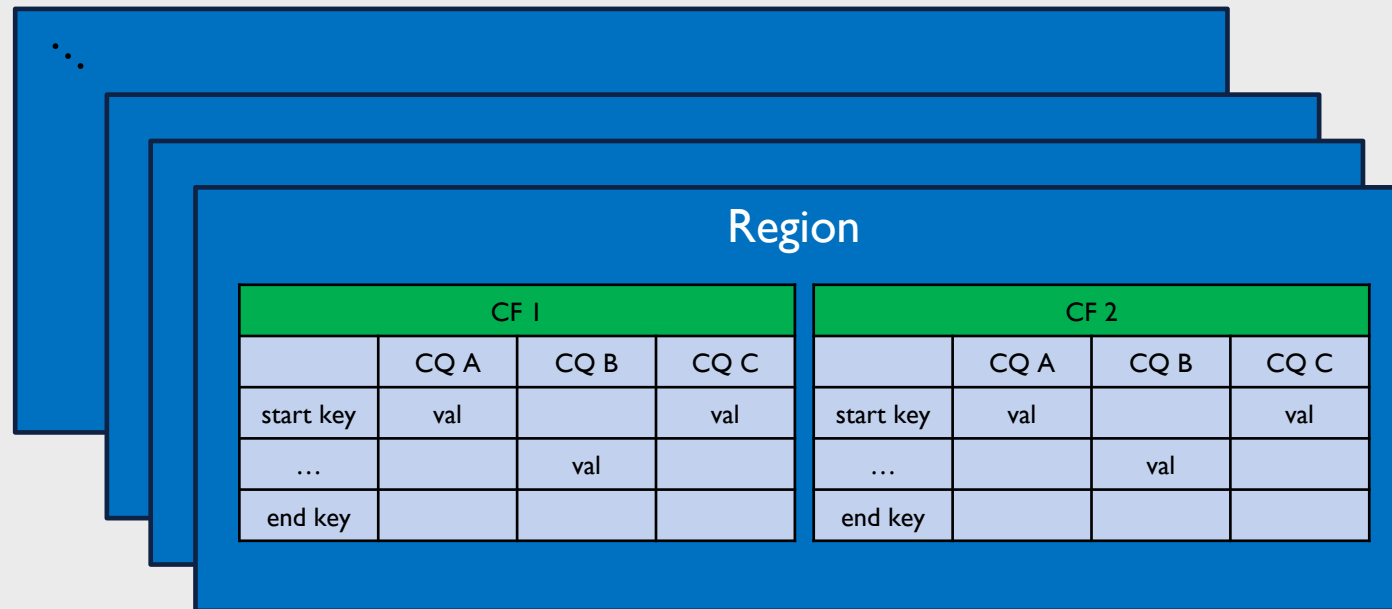 ⋱
Region
CF 1 CF 2
CQ A CQ B CQ C CQ A CQ B CQ C
start key val val start key val val
… val … val
end key end key